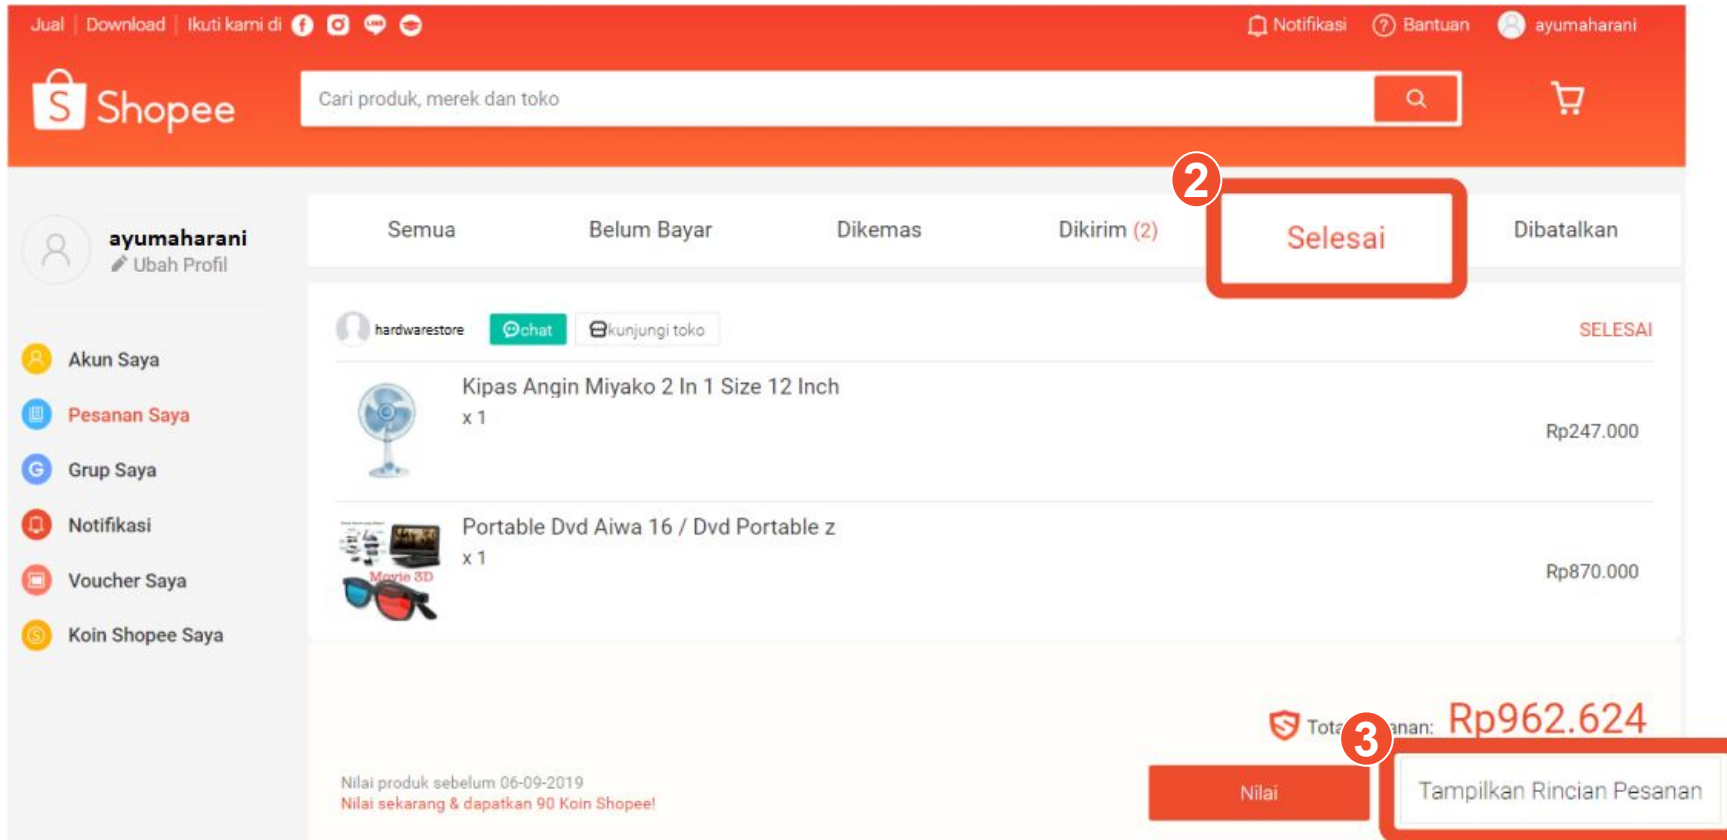 Jual Download Ikuti kami di
Notifikasi Bantuan ayumaharani
Shopee
Cari produk, merek dan toko
2
ayumaharani
Ubah Profil
Semua Belum Bayar Dikemas Dikirim (2) Selesai Dibatalkan
hardwarestore chat kunjungi toko SELESAI
Akun Saya
Pesanan Saya
Grup Saya
Notifikasi
Voucher Saya
Koin Shopee Saya
Kipas Angin Miyako 2 In 1 Size 12 Inch
x 1
Rp247.000
Portable Dvd Aiwa 16 / Dvd Portable z
x 1
Rp870.000
Movie 3D
Rp962.624
3
Nilai produk sebelum 06-09-2019
Nilai sekarang & dapatkan 90 Koin Shopee!
Nilai
Tampilkan Rincian Pesanan